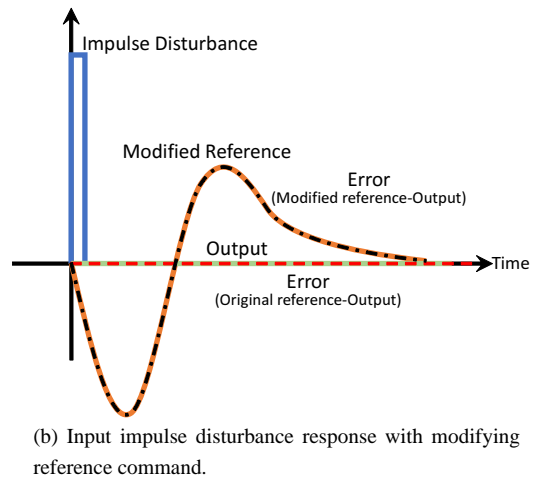 Impulse Disturbance
Modified Reference
Error
(Modified reference-Output)
Output
Time
Error
(Original reference-Output)
(b) Input impulse disturbance response with modifying
reference command.